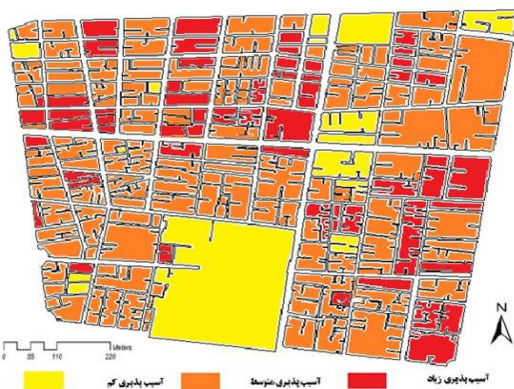 N
0 55 110 220
Meters
آسیب پذیری زیاد
آسیب پذیری متوسط
آسیب پذیری کم